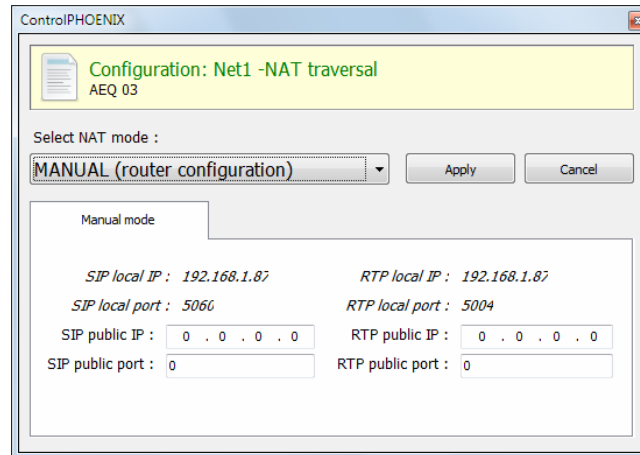 ControlPHOENIX
Configuration: Net1 -NAT traversal
AEQ 03
Select NAT mode :
MANUAL (router configuration)
Apply
Cancel
Manual mode
SIP local IP : 192.168.1.87
RTP local IP : 192.168.1.87
SIP local port : 5060
RTP local port : 5004
SIP public IP : 0 . 0 . 0 . 0
RTP public IP : 0 . 0 . 0 . 0
SIP public port : 0
RTP public port : 0